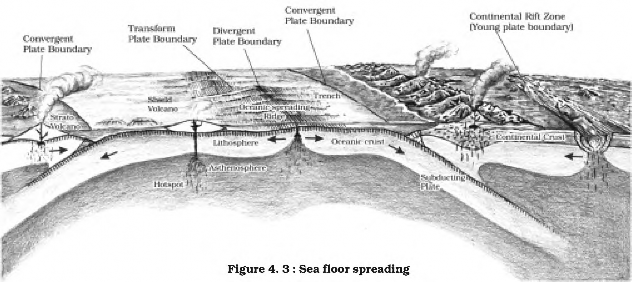 Convergent
Plate Boundary
Transform
Plate Boundary
Divergent
Plate Boundary
Convergent
Plate Boundary
Continental Rift Zone
(Young plate boundary)
Trench
Shield
Volcano
Oceanic spreading
Ridge
Strato
Volcano
Lithosphere
Oceanic crust
Continental Crust
Asthenosphere
Hotspot
Subducting
Plate
Figure 4. 3 : Sea floor spreading